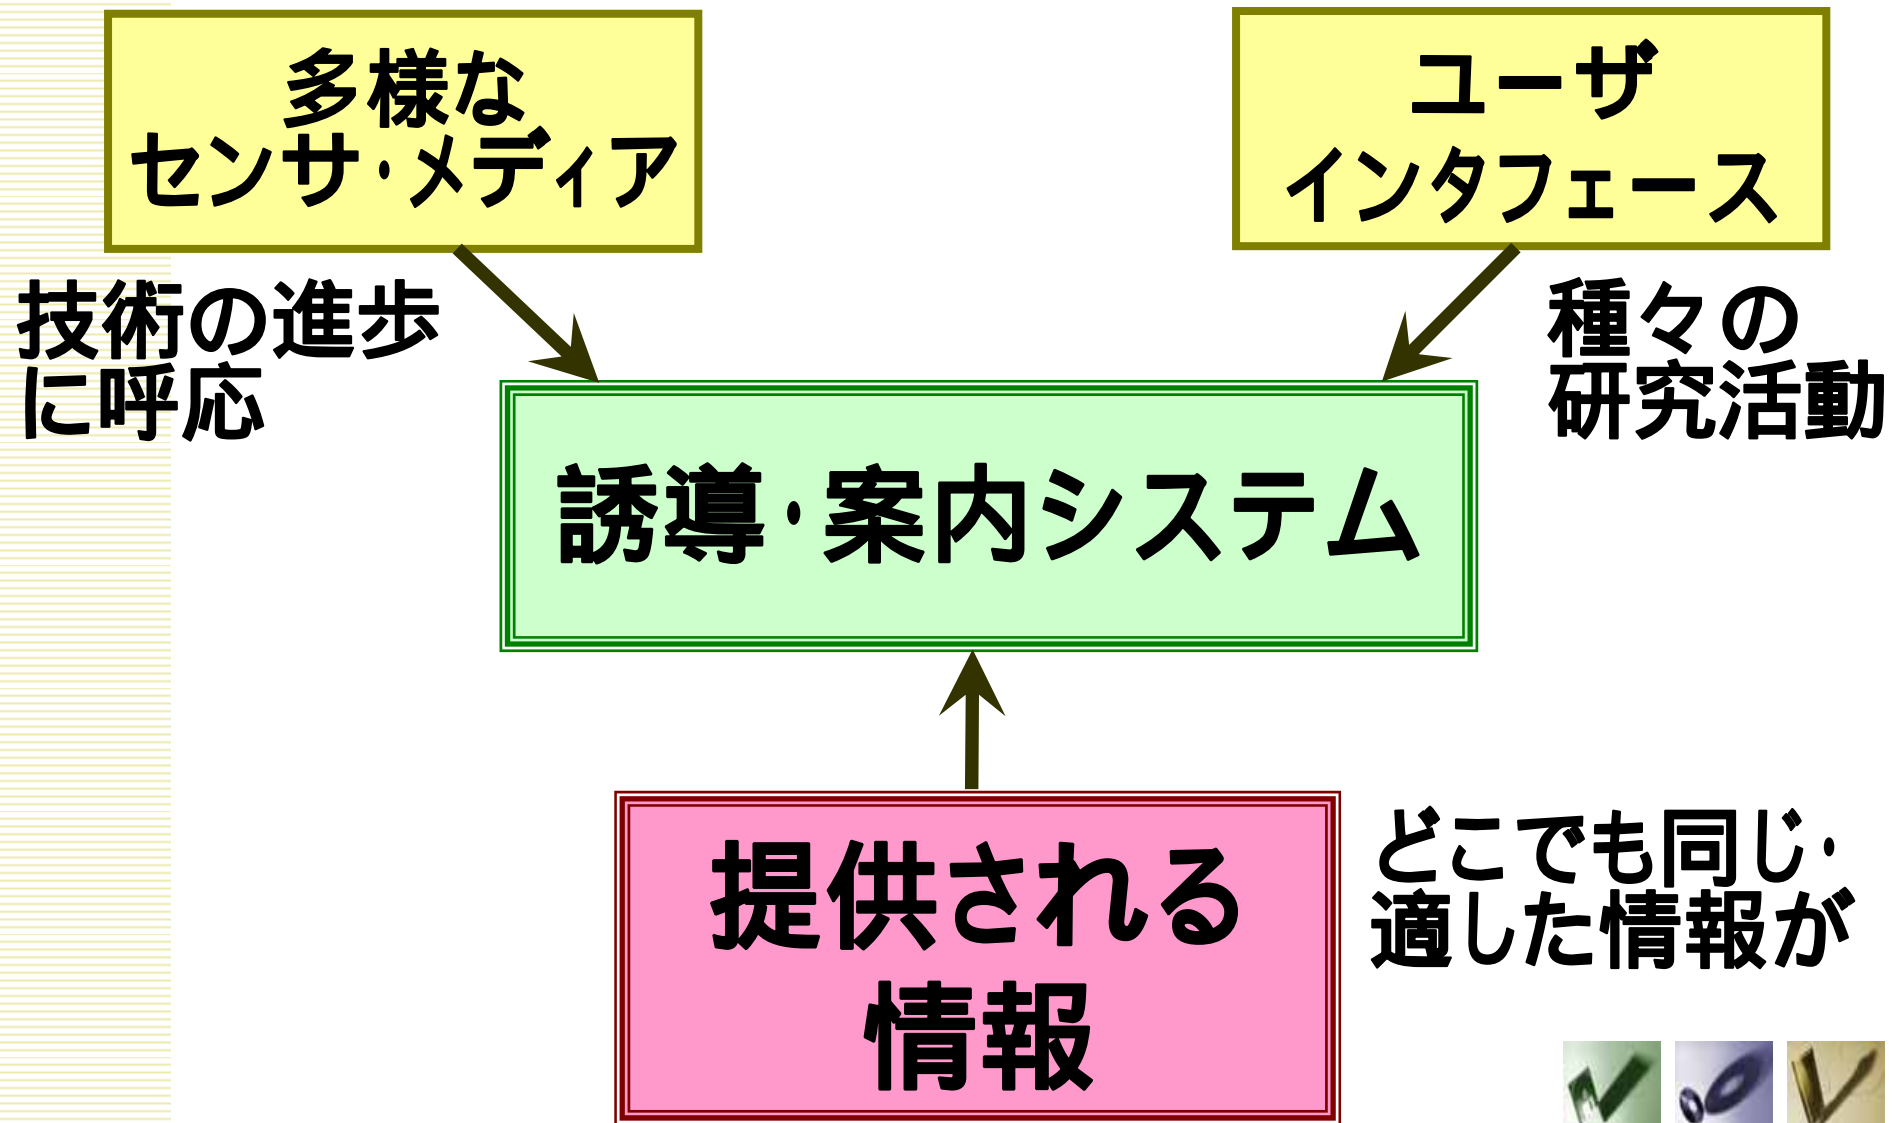 多様な
センサ・メディア
ユーザ
インタフェース
技術の進歩
に呼応
種々の
研究活動
誘導・案内システム
提供される
情報
どこでも同じ・
適した情報が